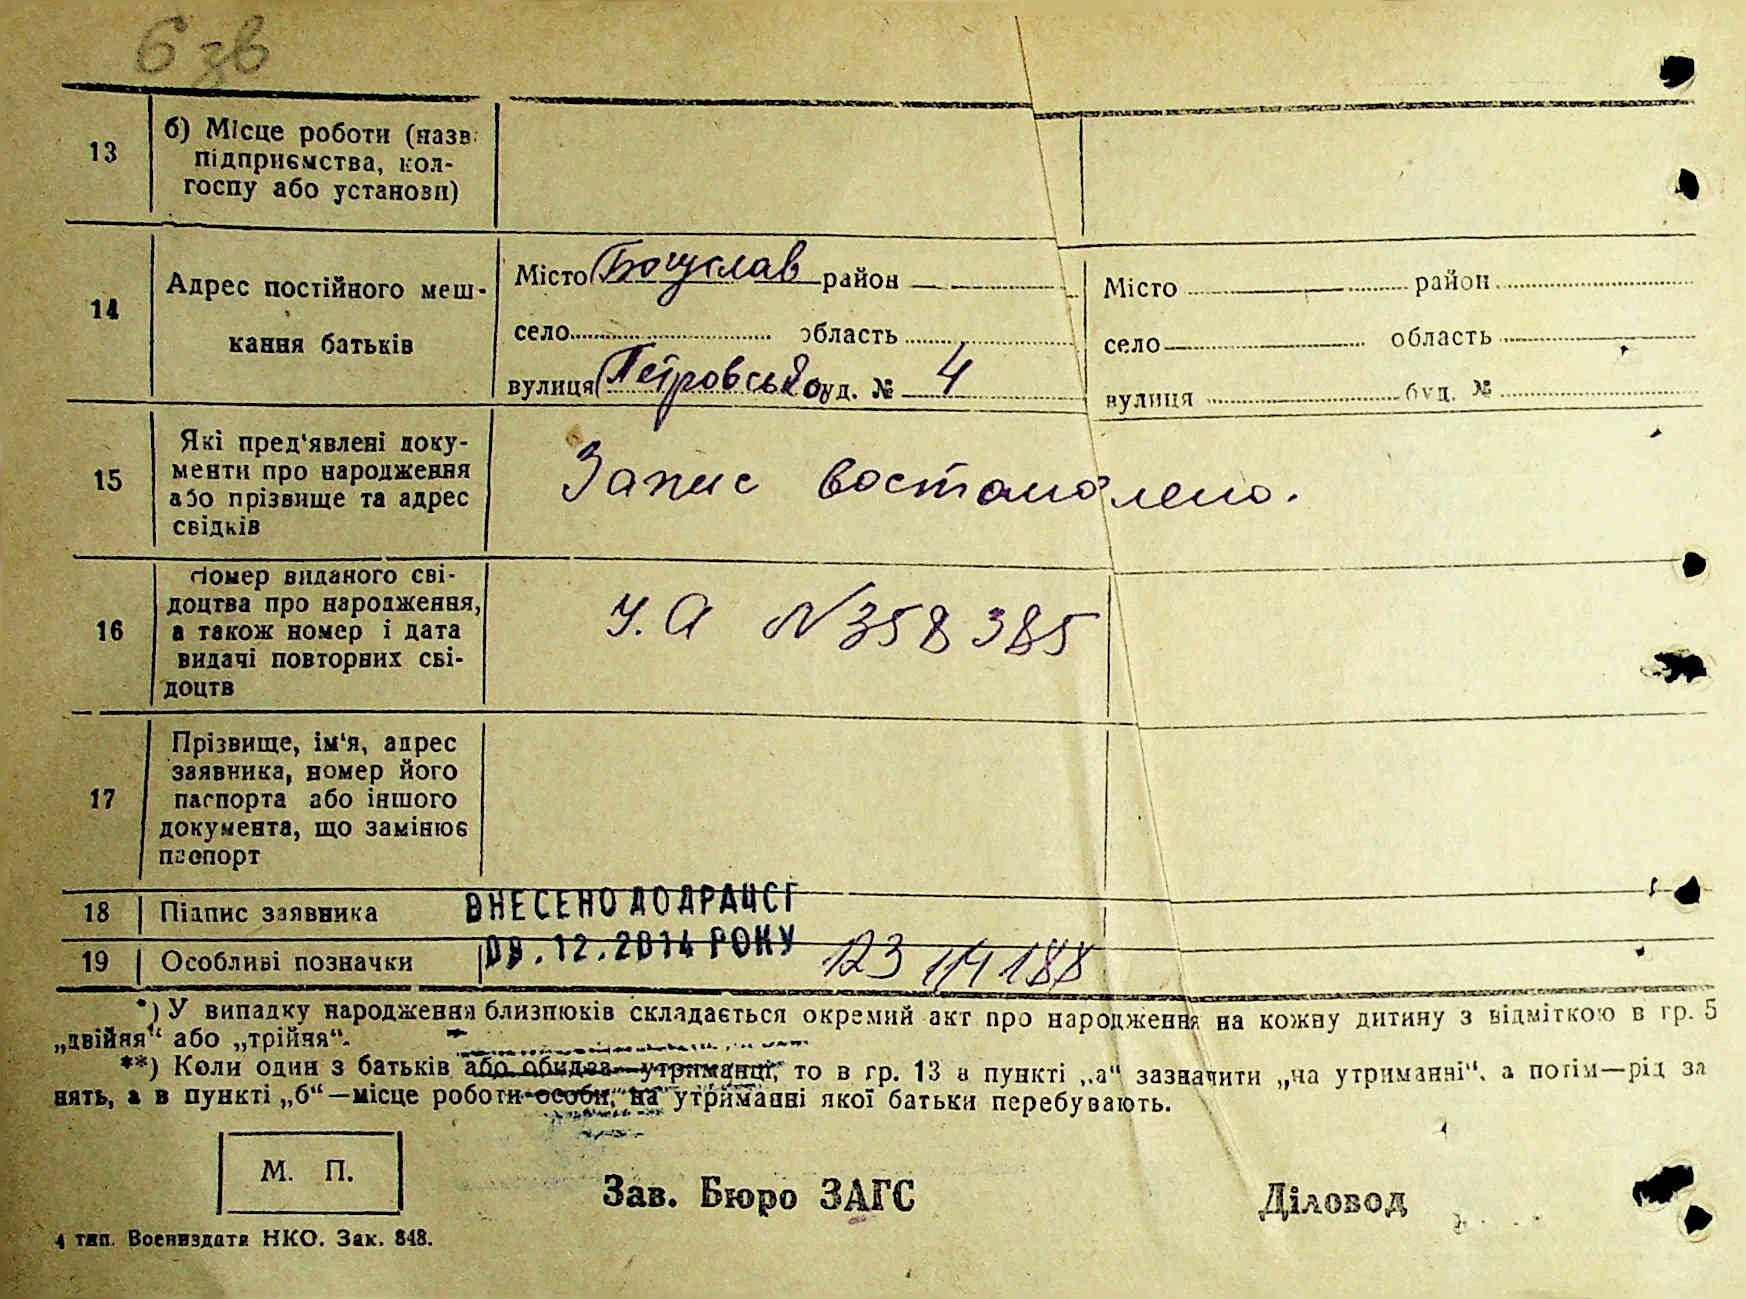 6 зв
13 б) Місце роботи (назв.
підприємства, кол-
госпу або установи)
14 Адрес постійного меш-
кання батьків
Місто Богуслав район
село область
вулиця Петровсько буд. № 4
Місто район
село область
вулиця буд. №
15 Які пред'явлені доку-
менти про народження
або прізвище та адрес
свідків
Запис востановлено.
16 Номер виданого сві-
доцтва про народження,
а також номер і дата
видачі повторних сві-
доцтв
У.А N 358385
17 Прізвище, ім'я, адрес
заявника, номер його
паспорта або іншого
документа, що замінює
паспорт
18 Підпис заявника
ВНЕСЕНО ДО ДРАЦСГ
19 Особливі позначки
09.12.2014 РОКУ 123 114 188
*) У випадку народження близнюків складається окремий акт про народження на кожну дитину з відміткою в гр. 5
„двійня“ або „трійня“.
**) Коли один з батьків або обидва утриманці, то в гр. 13 в пункті „а“ зазначити „на утриманні“, а потім—рід за
нять, а в пункті „б“—місце роботи особи, на утриманні якої батьки перебувають.
М. П.
Зав. Бюро ЗАГС
Діловод
4 тип. Воениздата НКО. Зак. 848.